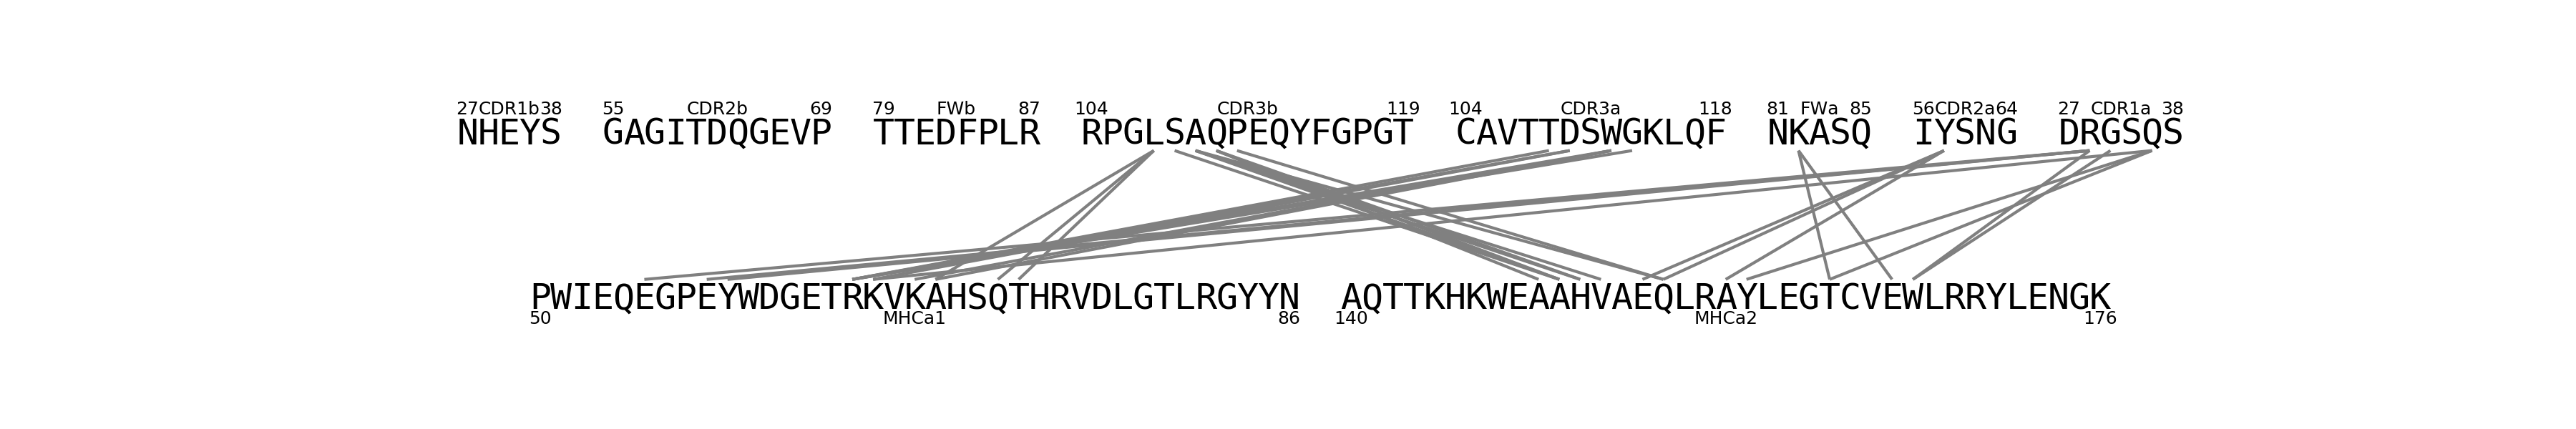 27CDR1b38 55 CDR2b 69 79 FWb 87 104 CDR3b 119 104 CDR3a 118 81 FWa 85 56CDR2a64 27 CDR1a 38
NHEYS GAGITDQGEVP TTEDFPLR RPGLSAQPEQYFGPGT CAVTTDSWGKLQF NKASQ IYSNG DRGSQS
PWIEQEGPEYWDGETRKVKAHSQTHRVDLGTLRGYYN AQTTKHKWEAAHVAEQLRAYLEGTCVEWLRRYLENGK
50 MHCa1 86 140 MHCa2 176